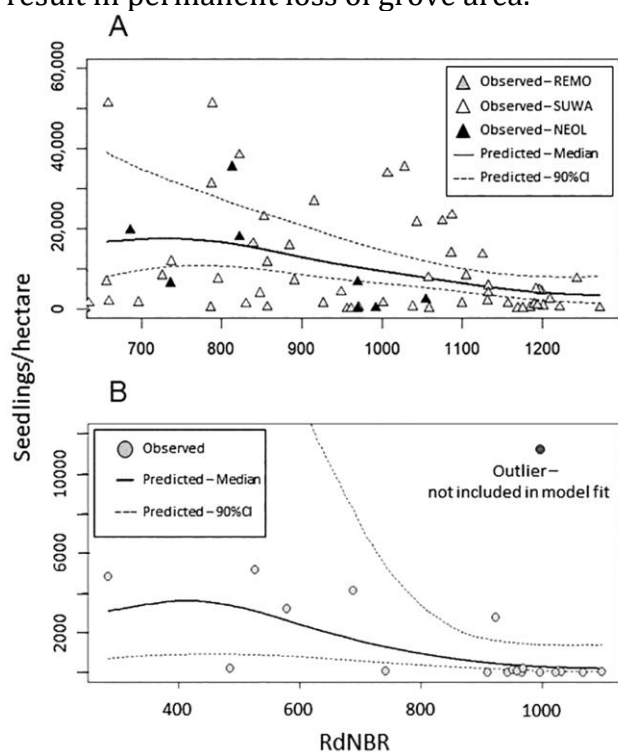 result in permanent loss of grove area.
A
60,000
40,000
20,000
0
Observed–REMO
Observed–SUWA
Observed–NEOL
Predicted–Median
Predicted–90%CI
700 800 900 1000 1100 1200
Seedlings/hectare
B
10000
6000
2000
Observed
Predicted–Median
Predicted–90%CI
Outlier–
not included in model fit
400 600 800 1000
RdNBR